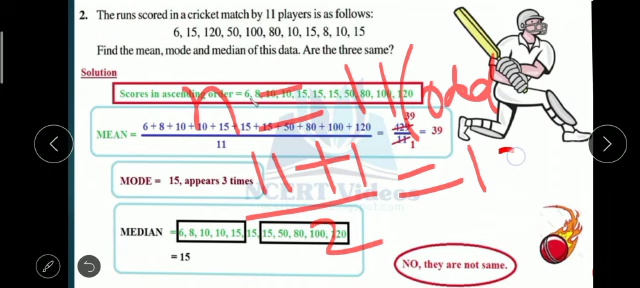 2. The runs scored in a cricket match by 11 players is as follows:
6, 15, 120, 50, 100, 80, 10, 15, 8, 10, 15
Find the mean, mode and median of this data. Are the three same?
Solution
Scores in ascending order = 6, 8, 10, 10, 15, 15, 15, 50, 80, 100, 120
n = 11 (odd
MEAN = 6 + 8 + 10 + 10 + 15 + 15 + 15 + 50 + 80 + 100 + 120 / 11 = 429 39 / 11 1 = 39
11 + 1 / 2 = 1
MODE = 15, appears 3 times
NCERT Videos
MEDIAN = 6, 8, 10, 10, 15, 15, 15, 50, 80, 100, 120
= 15
NO, they are not same.